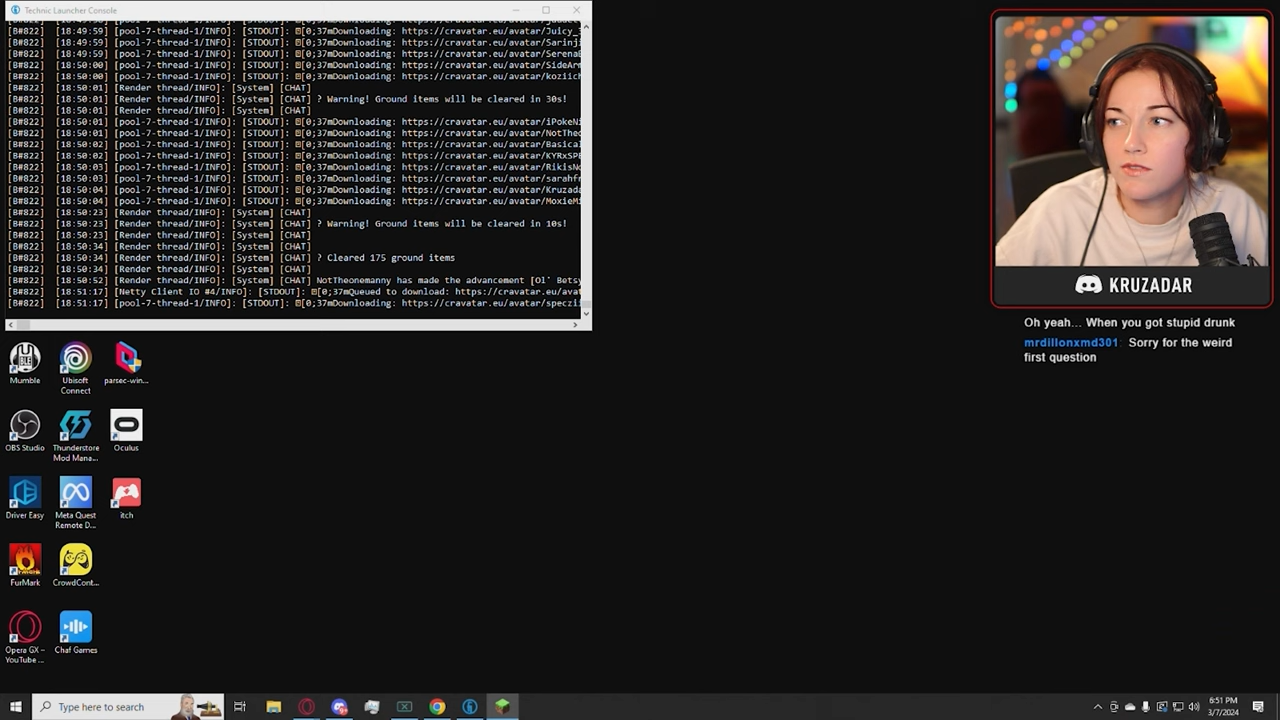 Technic Launcher Console
[B#822] [18:49:59] [pool-7-thread-1/INFO]: [STDOUT]: [0;37mDownloading: https://cravatar.eu/avatar/
[B#822] [18:49:59] [pool-7-thread-1/INFO]: [STDOUT]: [0;37mDownloading: https://cravatar.eu/avatar/Juicy_
[B#822] [18:49:59] [pool-7-thread-1/INFO]: [STDOUT]: [0;37mDownloading: https://cravatar.eu/avatar/Sarinj
[B#822] [18:49:59] [pool-7-thread-1/INFO]: [STDOUT]: [0;37mDownloading: https://cravatar.eu/avatar/Serena
[B#822] [18:50:00] [pool-7-thread-1/INFO]: [STDOUT]: [0;37mDownloading: https://cravatar.eu/avatar/SideAr
[B#822] [18:50:00] [pool-7-thread-1/INFO]: [STDOUT]: [0;37mDownloading: https://cravatar.eu/avatar/koziic
[B#822] [18:50:01] [Render thread/INFO]: [System] [CHAT]
[B#822] [18:50:01] [Render thread/INFO]: [System] [CHAT] ? Warning! Ground items will be cleared in 30s!
[B#822] [18:50:01] [Render thread/INFO]: [System] [CHAT]
[B#822] [18:50:01] [pool-7-thread-1/INFO]: [STDOUT]: [0;37mDownloading: https://cravatar.eu/avatar/iPokeN
[B#822] [18:50:01] [pool-7-thread-1/INFO]: [STDOUT]: [0;37mDownloading: https://cravatar.eu/avatar/NotThe
[B#822] [18:50:02] [pool-7-thread-1/INFO]: [STDOUT]: [0;37mDownloading: https://cravatar.eu/avatar/Basica
[B#822] [18:50:02] [pool-7-thread-1/INFO]: [STDOUT]: [0;37mDownloading: https://cravatar.eu/avatar/KYRxSP
[B#822] [18:50:03] [pool-7-thread-1/INFO]: [STDOUT]: [0;37mDownloading: https://cravatar.eu/avatar/RikisN
[B#822] [18:50:03] [pool-7-thread-1/INFO]: [STDOUT]: [0;37mDownloading: https://cravatar.eu/avatar/sarahf
[B#822] [18:50:04] [pool-7-thread-1/INFO]: [STDOUT]: [0;37mDownloading: https://cravatar.eu/avatar/Kruzada
[B#822] [18:50:04] [pool-7-thread-1/INFO]: [STDOUT]: [0;37mDownloading: https://cravatar.eu/avatar/MoxieM
[B#822] [18:50:23] [Render thread/INFO]: [System] [CHAT]
[B#822] [18:50:23] [Render thread/INFO]: [System] [CHAT] ? Warning! Ground items will be cleared in 10s!
[B#822] [18:50:23] [Render thread/INFO]: [System] [CHAT]
[B#822] [18:50:34] [Render thread/INFO]: [System] [CHAT]
[B#822] [18:50:34] [Render thread/INFO]: [System] [CHAT] ? Cleared 175 ground items
[B#822] [18:50:34] [Render thread/INFO]: [System] [CHAT]
[B#822] [18:50:52] [Render thread/INFO]: [System] [CHAT] NotTheonemanny has made the advancement [Ol' Betsy
[B#822] [18:51:17] [Netty Client IO #4/INFO]: [STDOUT]: [0;37mQueued to download: https://cravatar.eu/ava
[B#822] [18:51:17] [pool-7-thread-1/INFO]: [STDOUT]: [0;37mDownloading: https://cravatar.eu/avatar/speczi
KRUZADAR
Oh yeah... When you got stupid drunk
mrdillonxmd301: Sorry for the weird
first question
Mumble
Ubisoft
Connect
parsec-win...
OBS Studio
Thunderstore
Mod Mana...
Oculus
Driver Easy
Meta Quest
Remote D...
itch
FurMark
CrowdCont...
Opera GX –
YouTube ...
Chaf Games
Type here to search
6:51 PM
3/7/2024